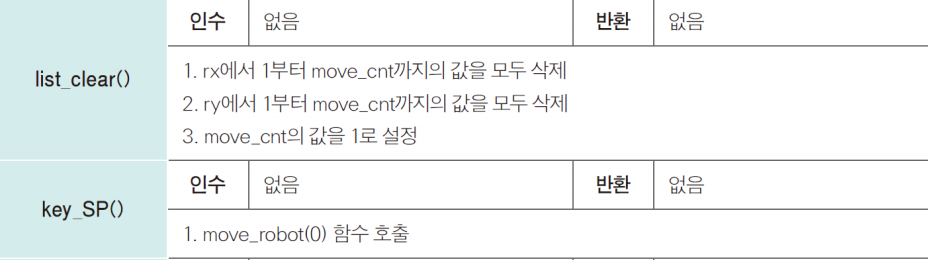 인수 없음 반환 없음
list_clear()
1. rx에서 1부터 move_cnt까지의 값을 모두 삭제
2. ry에서 1부터 move_cnt까지의 값을 모두 삭제
3. move_cnt의 값을 1로 설정
인수 없음 반환 없음
key_SP()
1. move_robot(0) 함수 호출